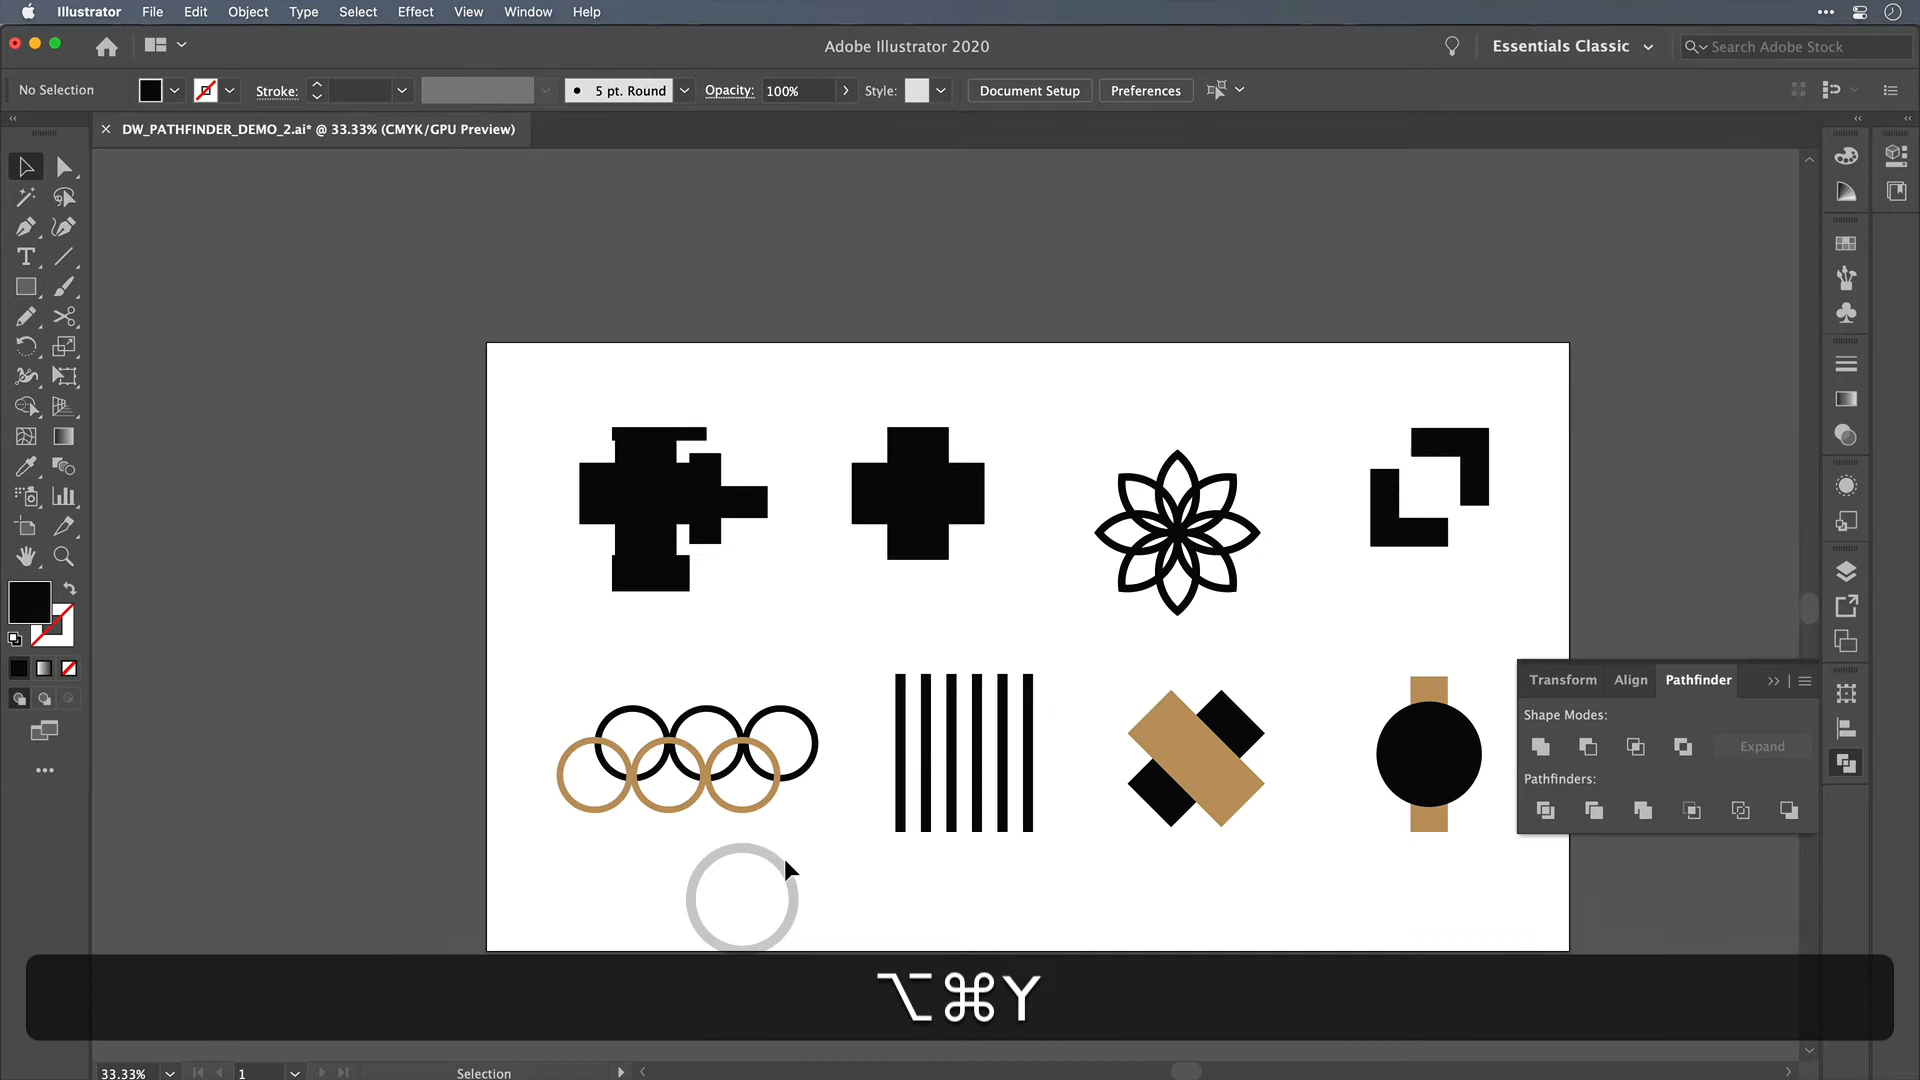 Illustrator File Edit Object Type Select Effect View Window Help
Adobe Illustrator 2020
Essentials Classic
Search Adobe Stock
No Selection
Stroke:
5 pt. Round
Opacity: 100%
Style:
Document Setup
Preferences
DW_PATHFINDER_DEMO_2.ai* @ 33.33% (CMYK/GPU Preview)
Transform Align Pathfinder
Shape Modes:
Expand
Pathfinders:
⌥⌘Y
33.33%
1
Selection